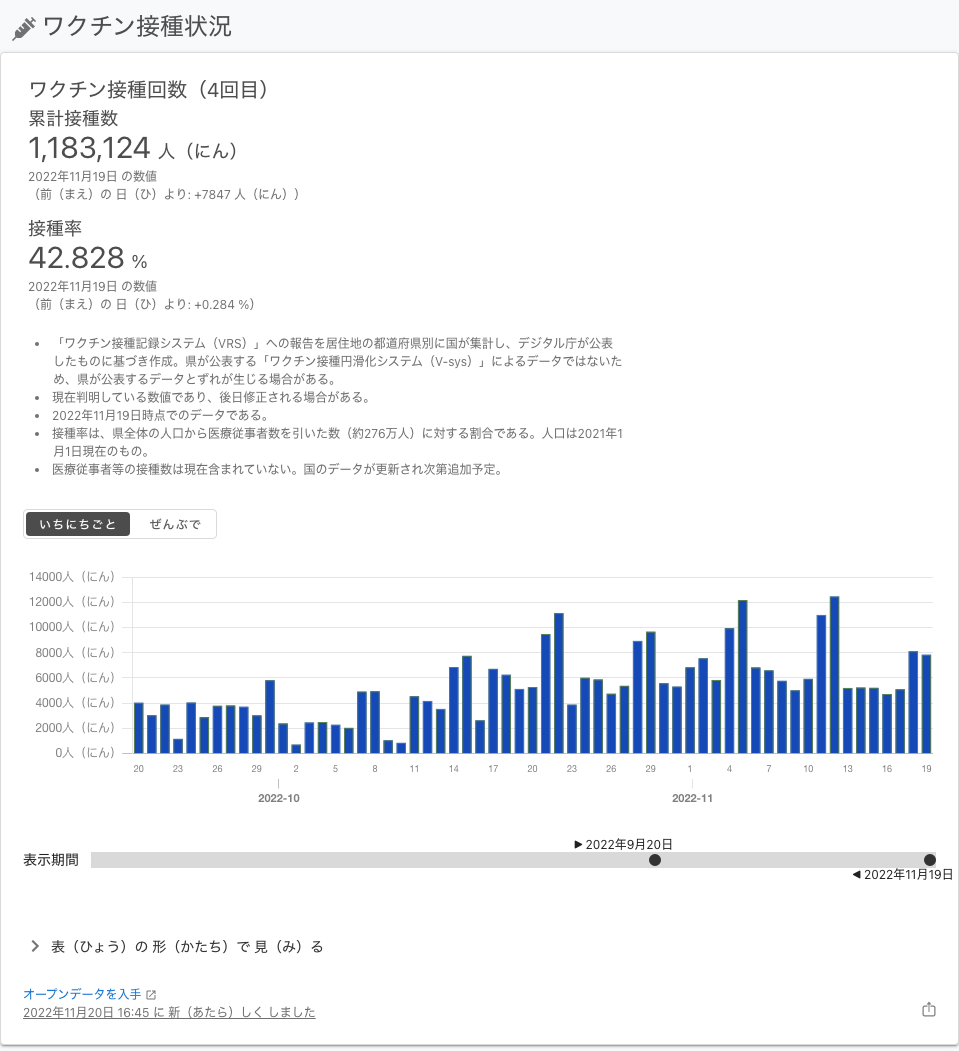 ワクチン接種状況
ワクチン接種回数（4回目）
累計接種数
1,183,124 人（にん）
2022年11月19日 の数値
（前（まえ）の 日（ひ）より: +7847 人（にん））
接種率
42.828 %
2022年11月19日 の数値
（前（まえ）の 日（ひ）より: +0.284 %）
• 「ワクチン接種記録システム（VRS）」への報告を居住地の都道府県別に国が集計し、デジタル庁が公表
したものに基づき作成。県が公表する「ワクチン接種円滑化システム（V-sys）」によるデータではないた
め、県が公表するデータとずれが生じる場合がある。
• 現在判明している数値であり、後日修正される場合がある。
• 2022年11月19日時点でのデータである。
• 接種率は、県全体の人口から医療従事者数を引いた数（約276万人）に対する割合である。人口は2021年1
月1日現在のもの。
• 医療従事者等の接種数は現在含まれていない。国のデータが更新され次第追加予定。
いちにちごと ぜんぶで
14000人（にん）
12000人（にん）
10000人（にん）
8000人（にん）
6000人（にん）
4000人（にん）
2000人（にん）
0人（にん）
20 23 26 29 2 5 8 11 14 17 20 23 26 29 1 4 7 10 13 16 19
2022-10 2022-11
▶ 2022年9月20日
表示期間
◀ 2022年11月19日
表（ひょう）の 形（かたち）で 見（み）る
オープンデータを入手
2022年11月20日 16:45 に 新（あたら）しく しました